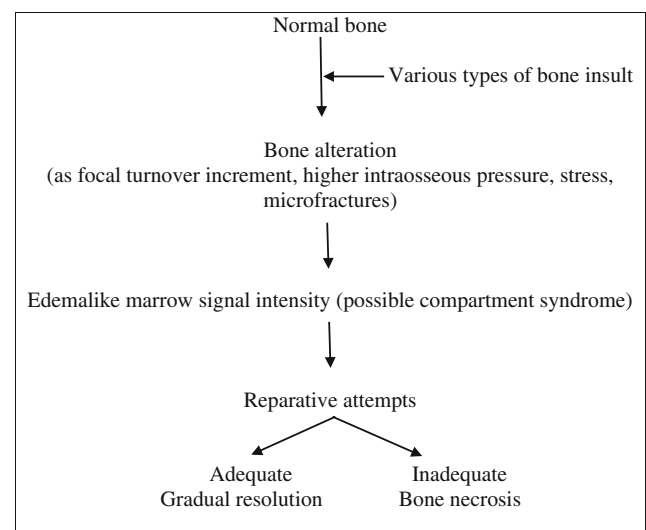 Normal bone
Various types of bone insult
Bone alteration
(as focal turnover increment, higher intraosseous pressure, stress,
microfractures)
Edemalike marrow signal intensity (possible compartment syndrome)
Reparative attempts
Adequate
Gradual resolution
Inadequate
Bone necrosis